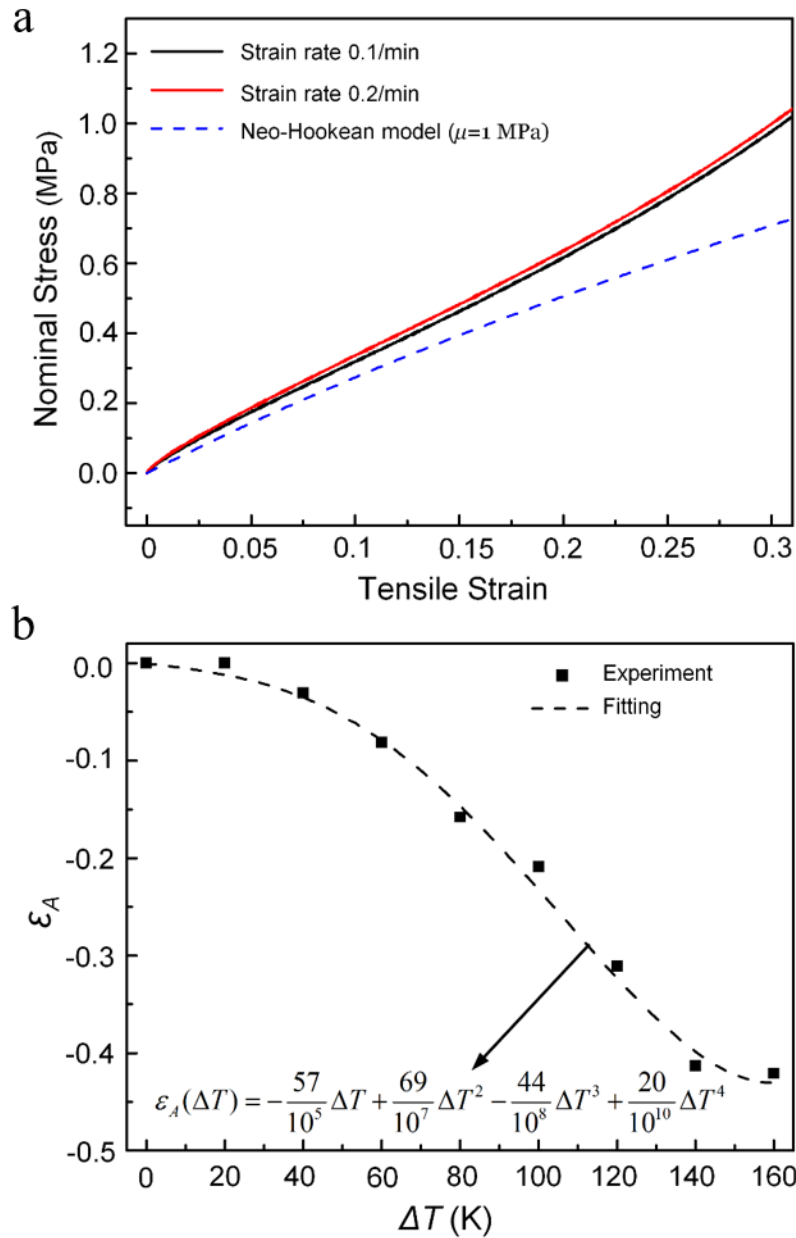 a
1.2
1.0
0.8
0.6
0.4
0.2
0.0
Nominal Stress (MPa)
Strain rate 0.1/min
Strain rate 0.2/min
Neo-Hookean model (μ=1 MPa)
0 0.05 0.1 0.15 0.2 0.25 0.3
Tensile Strain
b
0.0
-0.1
-0.2
-0.3
-0.4
-0.5
ε_A
Experiment
Fitting
ε_A(ΔT) = -57/10^5 ΔT + 69/10^7 ΔT^2 - 44/10^8 ΔT^3 + 20/10^10 ΔT^4
0 20 40 60 80 100 120 140 160
ΔT (K)